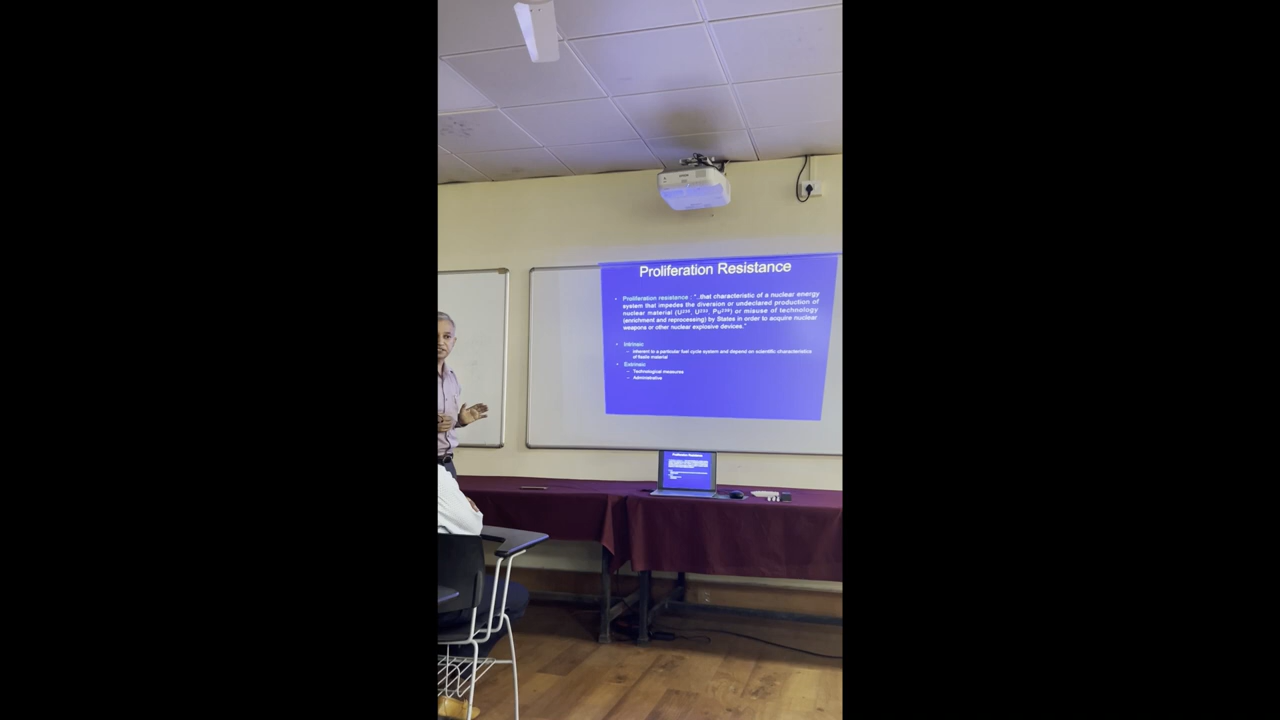 EPSON
Proliferation Resistance
• Proliferation resistance : "..that characteristic of a nuclear energy
system that impedes the diversion or undeclared production of
nuclear material (U²³⁵, U²³³, Pu²³⁹) or misuse of technology
(enrichment and reprocessing) by States in order to acquire nuclear
weapons or other nuclear explosive devices."
• Intrinsic
– inherent to a particular fuel cycle system and depend on scientific characteristics
of fissile material
• Extrinsic
– Technological measures
– Administrative
Proliferation Resistance